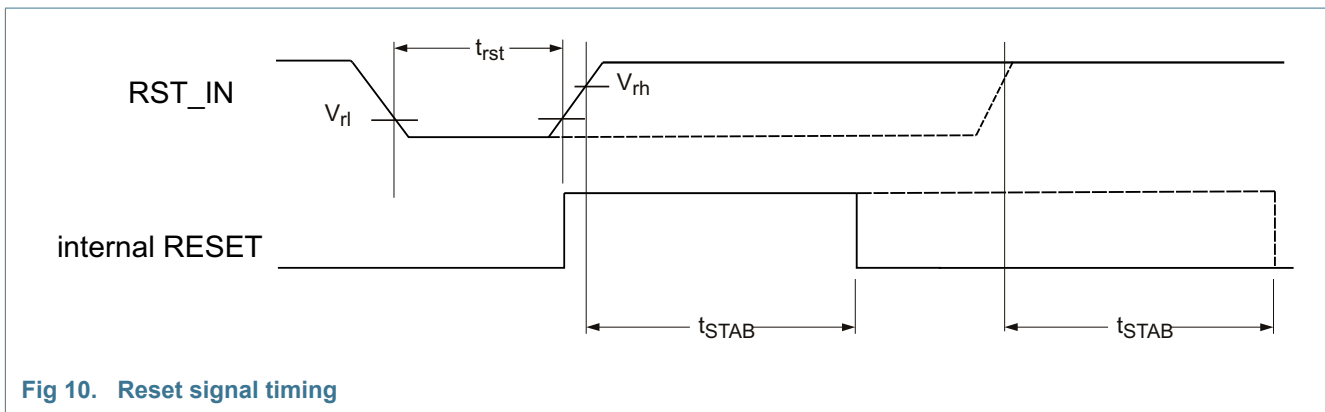 t_rst
RST_IN
V_rh
V_rl
internal RESET
t_STAB t_STAB
Fig 10. Reset signal timing